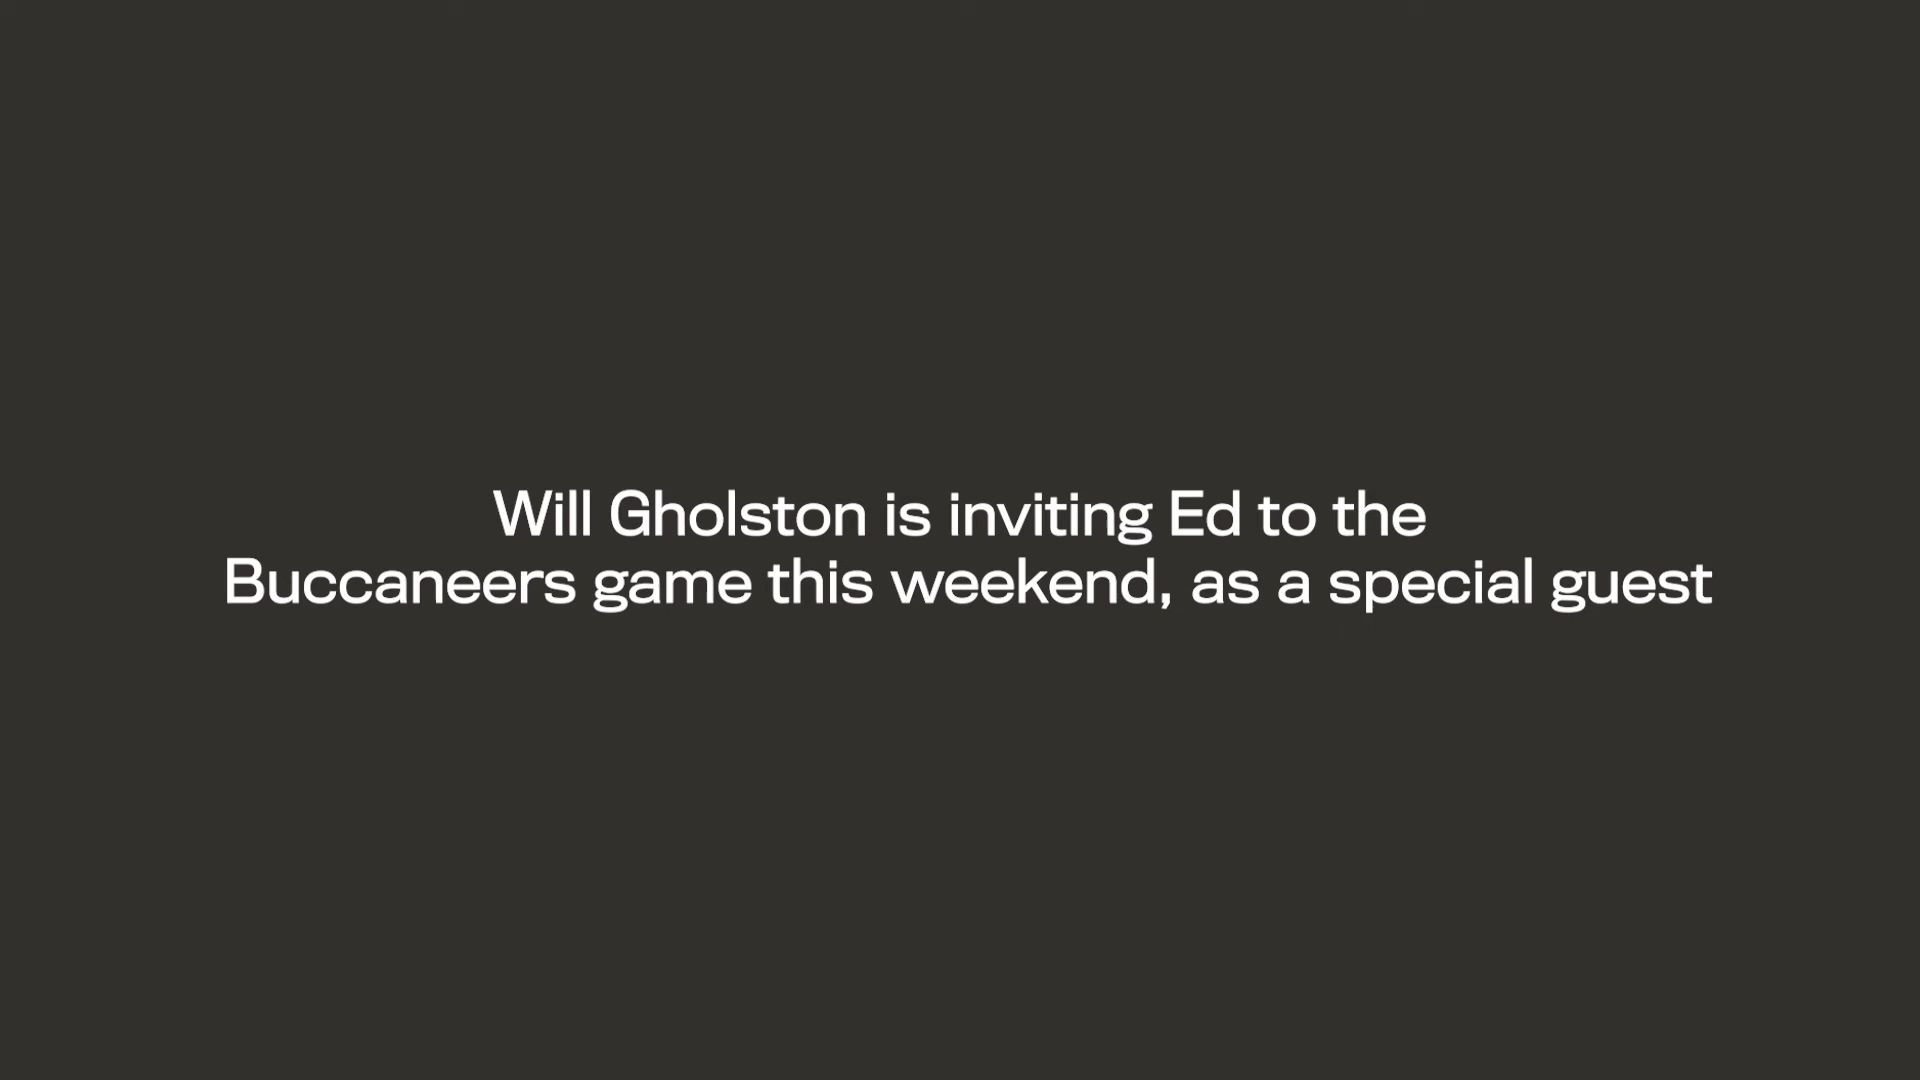 Will Gholston is inviting Ed to the
Buccaneers game this weekend, as a special guest